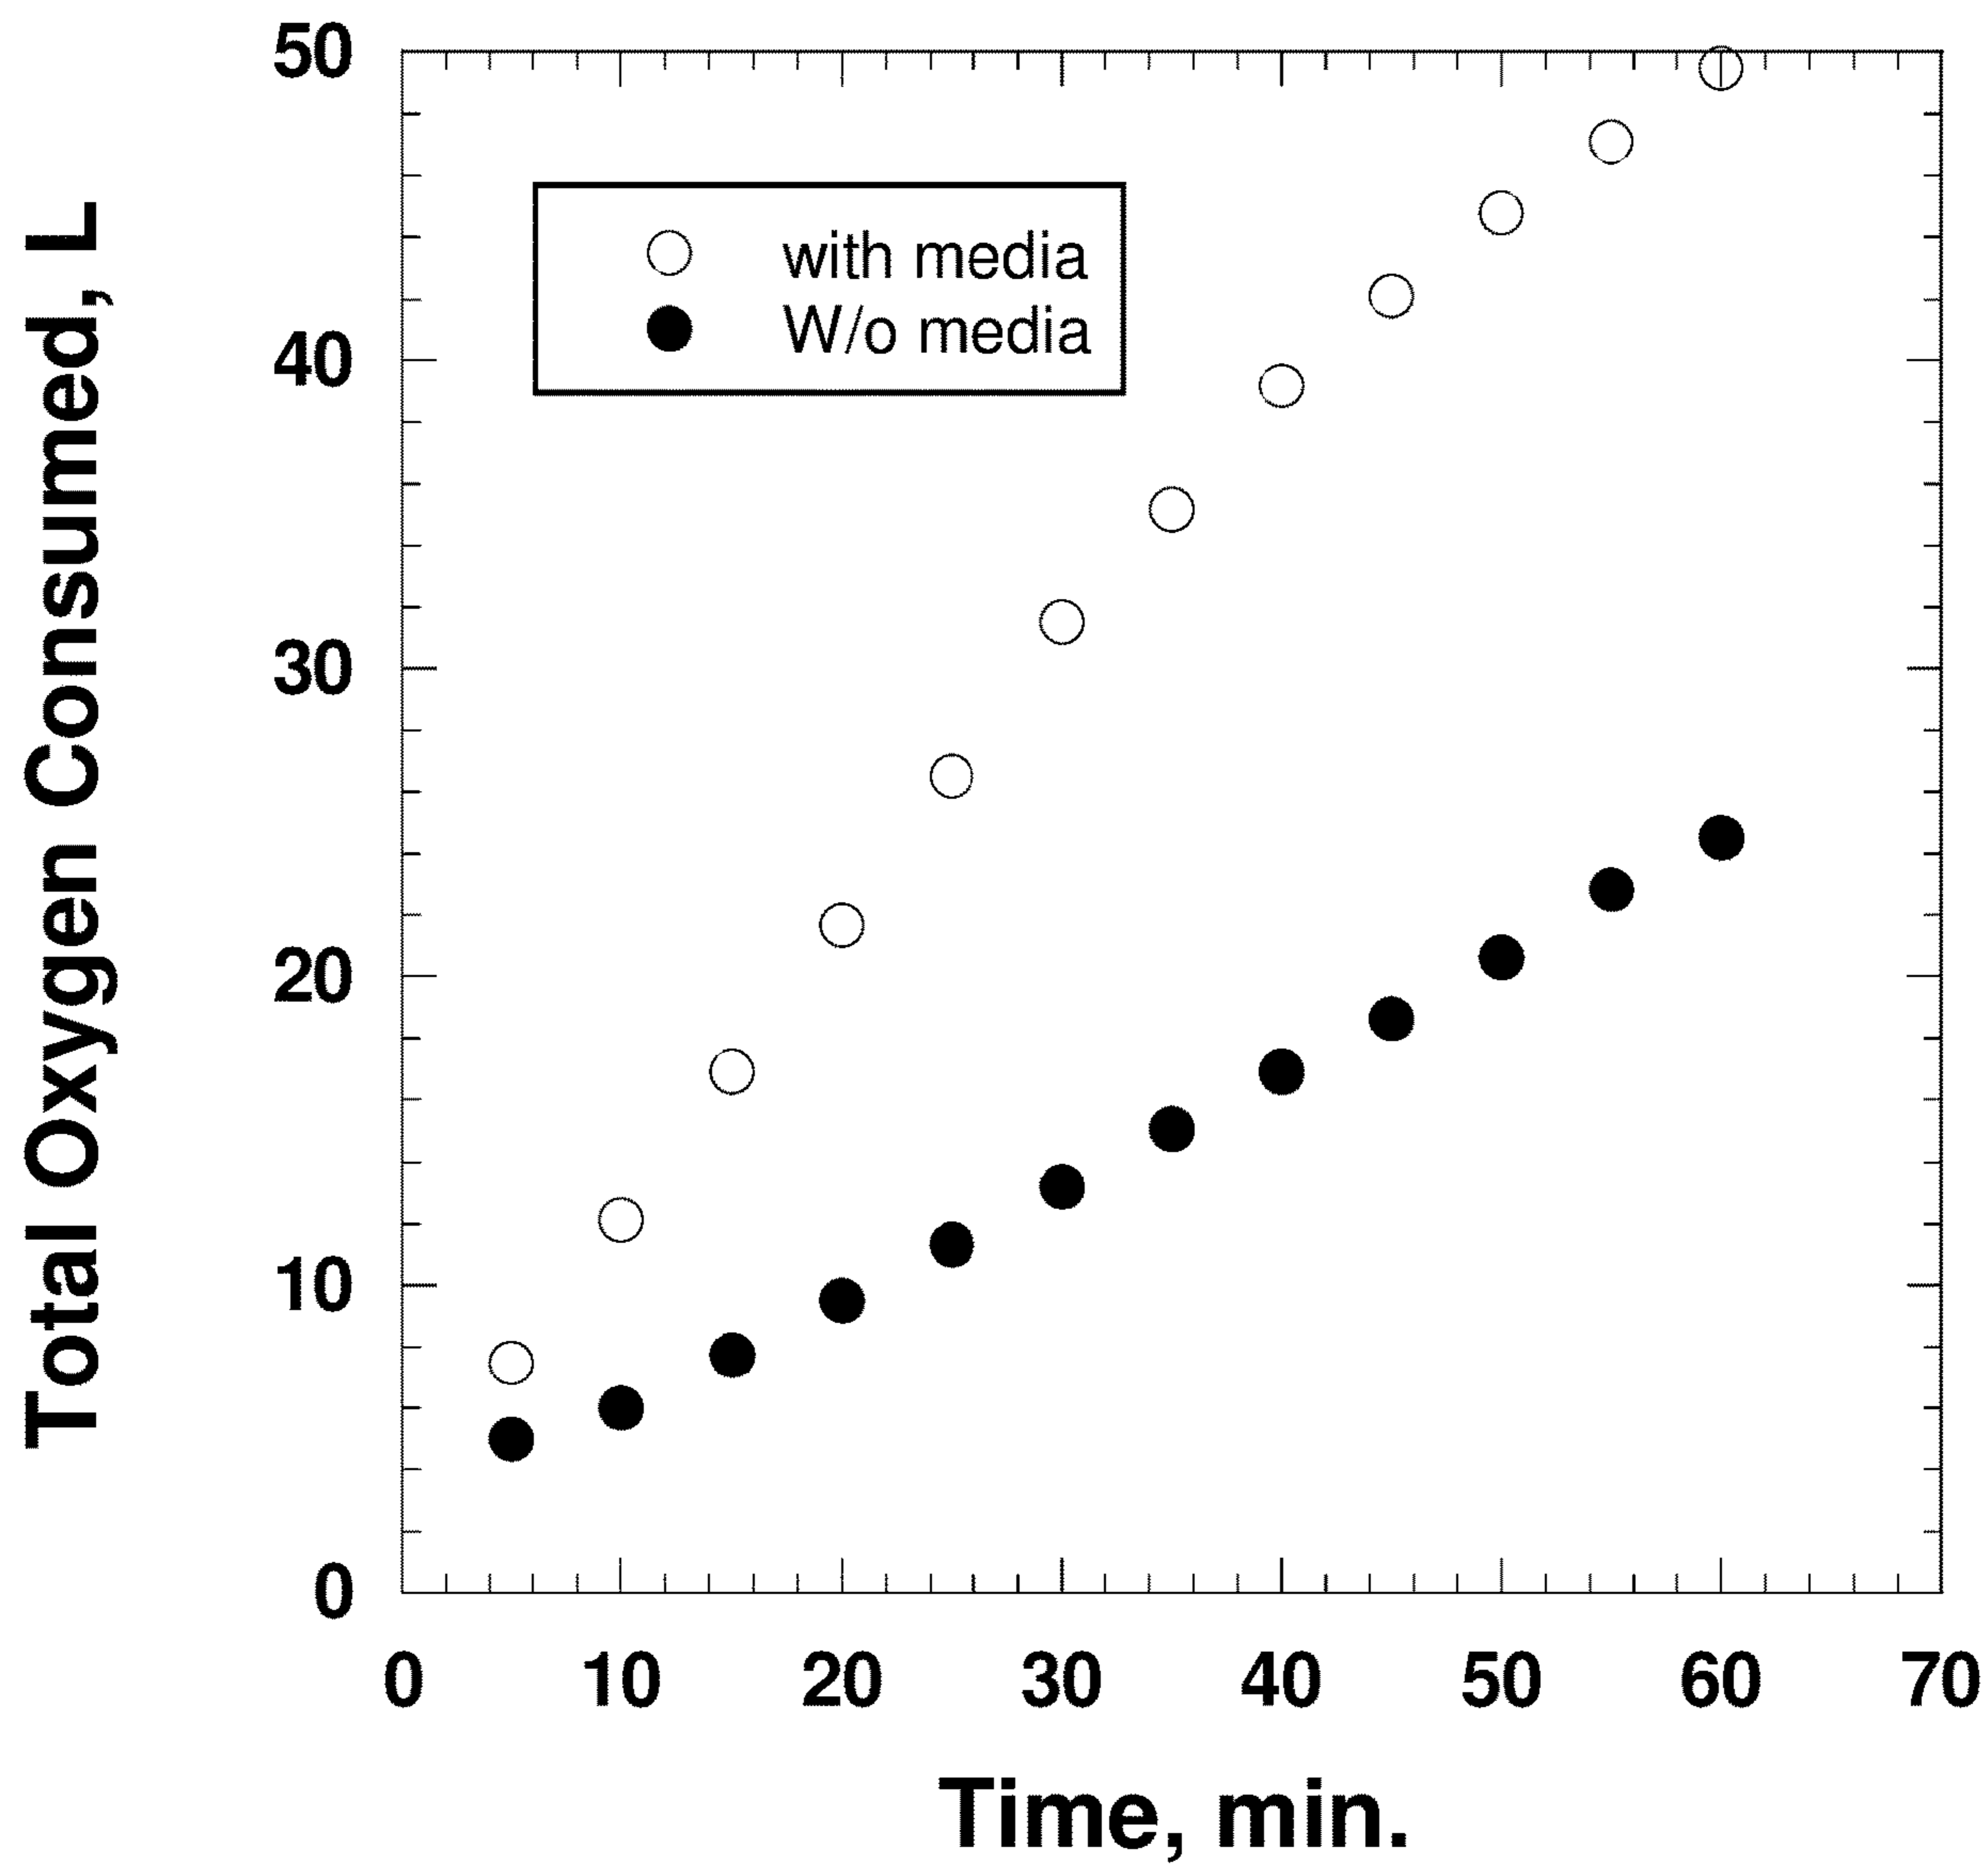 Total Oxygen Consumed, L
50
40
30
20
10
0
with media
W/o media
0 10 20 30 40 50 60 70
Time, min.